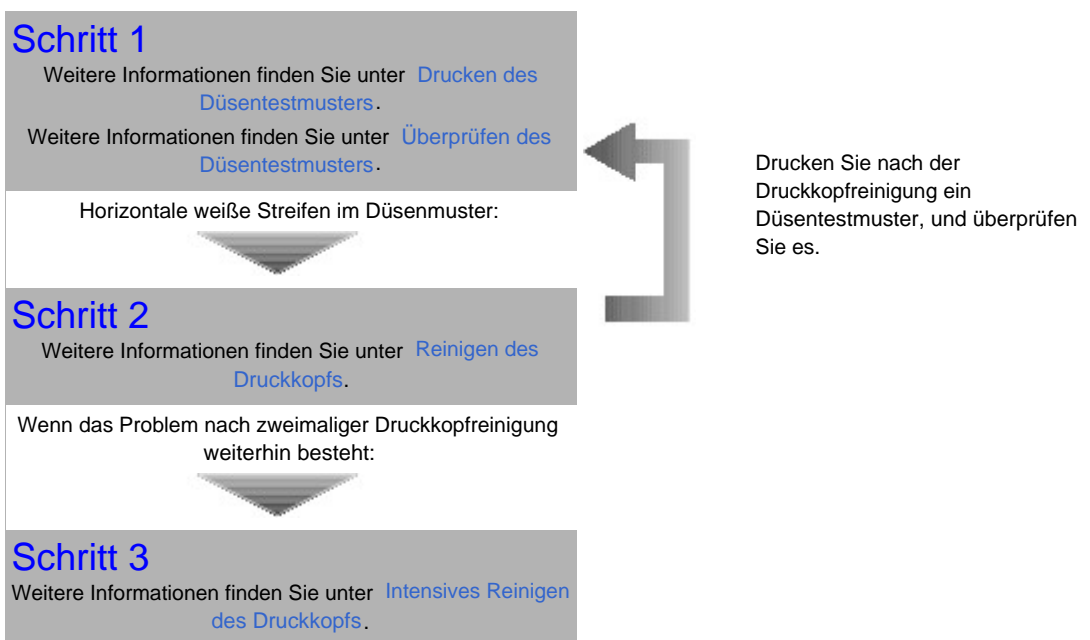 Schritt 1
Weitere Informationen finden Sie unter Drucken des
Düsentestmusters.
Weitere Informationen finden Sie unter Überprüfen des
Düsentestmusters.
Horizontale weiße Streifen im Düsenmuster:
Schritt 2
Weitere Informationen finden Sie unter Reinigen des
Druckkopfs.
Wenn das Problem nach zweimaliger Druckkopfreinigung
weiterhin besteht:
Schritt 3
Weitere Informationen finden Sie unter Intensives Reinigen
des Druckkopfs.
Drucken Sie nach der
Druckkopfreinigung ein
Düsentestmuster, und überprüfen
Sie es.